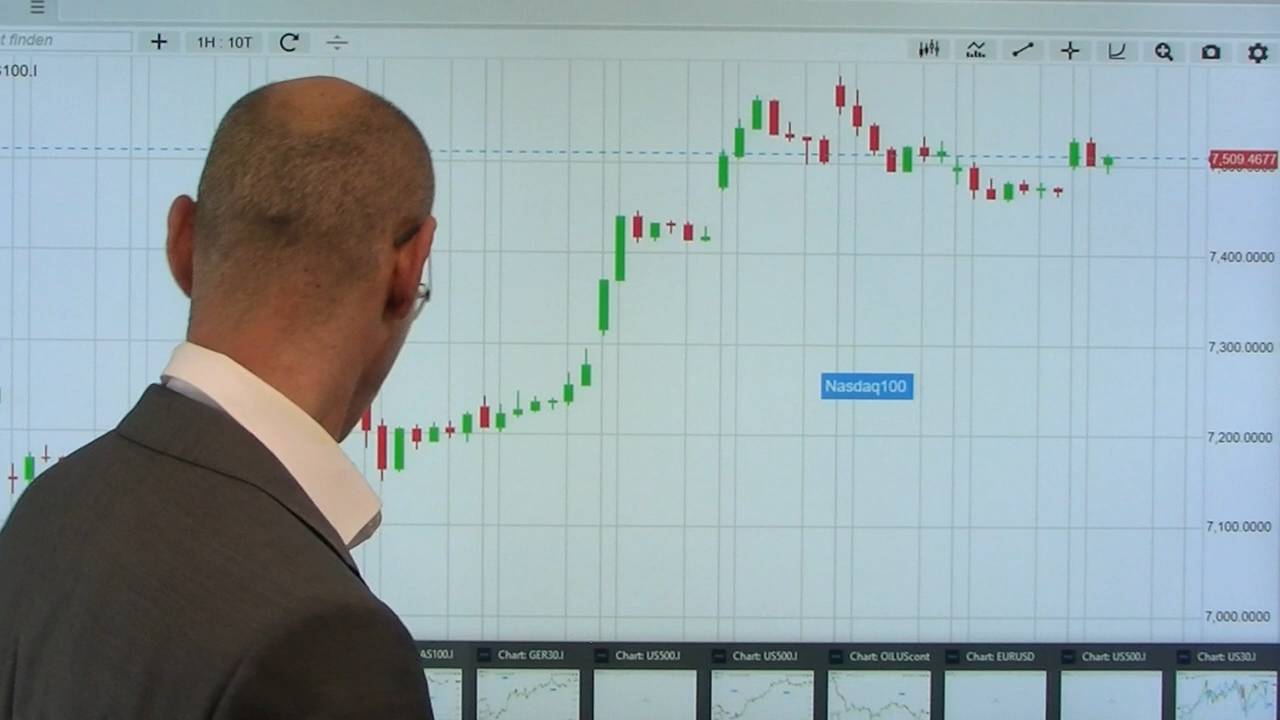 t finden
1H : 10T
S100.I
7,509.4677
7,400.0000
7,300.0000
Nasdaq100
7,200.0000
7,100.0000
7,000.0000
AS100.I
Chart: GER30.I
Chart: US500.I
Chart: US500.I
Chart: OILUScont
Chart: EURUSD
Chart: US500.I
Chart: US30.I